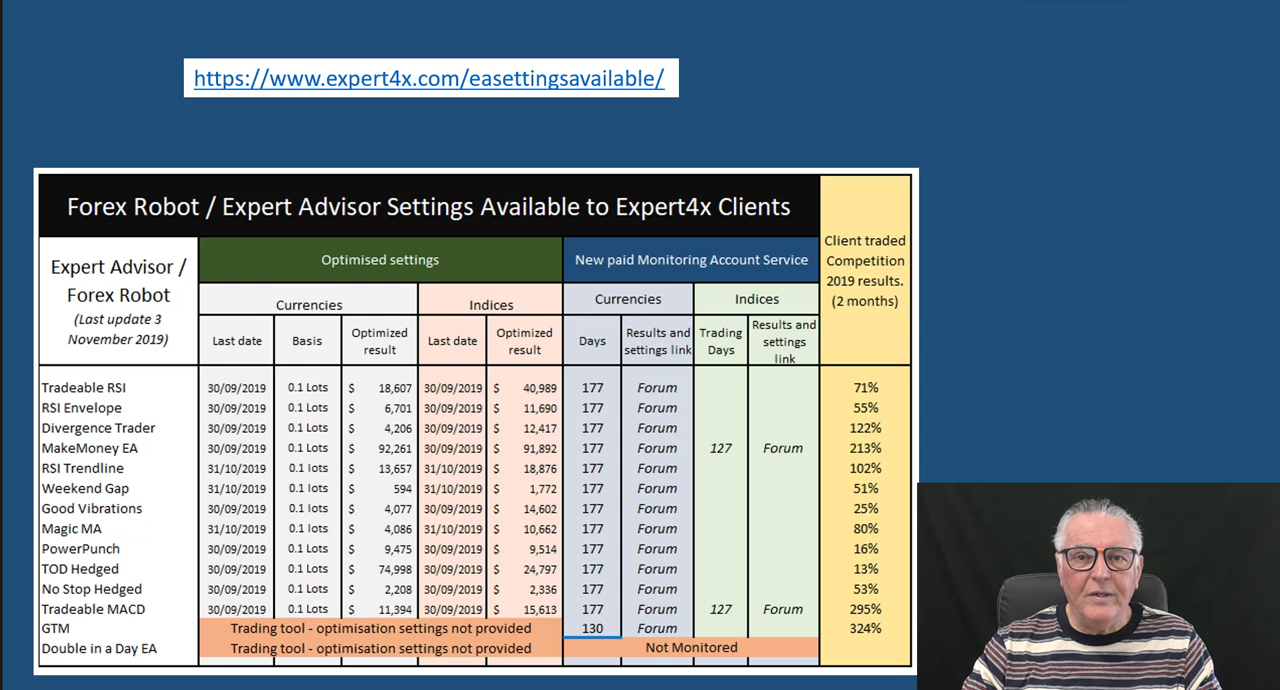 https://www.expert4x.com/easettingsavailable/
Forex Robot / Expert Advisor Settings Available to Expert4x Clients
Client traded
Competition
2019 results.
(2 months)
Expert Advisor /
Forex Robot
(Last update 3
November 2019)
Optimised settings
New paid Monitoring Account Service
Currencies
Indices
Currencies
Indices
Last date
Basis
Optimized
result
Last date
Optimized
result
Days
Results and
settings link
Trading
Days
Results and
settings
link
Tradeable RSI 30/09/2019 0.1 Lots $ 18,607 30/09/2019 $ 40,989 177 Forum 71%
RSI Envelope 30/09/2019 0.1 Lots $ 6,701 30/09/2019 $ 11,690 177 Forum 55%
Divergence Trader 30/09/2019 0.1 Lots $ 4,206 30/09/2019 $ 12,417 177 Forum 122%
MakeMoney EA 30/09/2019 0.1 Lots $ 92,261 30/09/2019 $ 91,892 177 Forum 127 Forum 213%
RSI Trendline 31/10/2019 0.1 lots $ 13,657 31/10/2019 $ 18,876 177 Forum 102%
Weekend Gap 31/10/2019 0.1 lots $ 594 31/10/2019 $ 1,772 177 Forum 51%
Good Vibrations 30/09/2019 0.1 Lots $ 4,077 30/09/2019 $ 14,602 177 Forum 25%
Magic MA 31/10/2019 0.1 lots $ 4,086 31/10/2019 $ 10,662 177 Forum 80%
PowerPunch 30/09/2019 0.1 Lots $ 9,475 30/09/2019 $ 9,514 177 Forum 16%
TOD Hedged 30/09/2019 0.1 Lots $ 74,998 30/09/2019 $ 24,797 177 Forum 13%
No Stop Hedged 30/09/2019 0.1 Lots $ 2,208 30/09/2019 $ 2,336 177 Forum 53%
Tradeable MACD 30/09/2019 0.1 Lots $ 11,394 30/09/2019 $ 15,613 177 Forum 127 Forum 295%
GTM Trading tool - optimisation settings not provided 130 Forum 324%
Double in a Day EA Trading tool - optimisation settings not provided Not Monitored